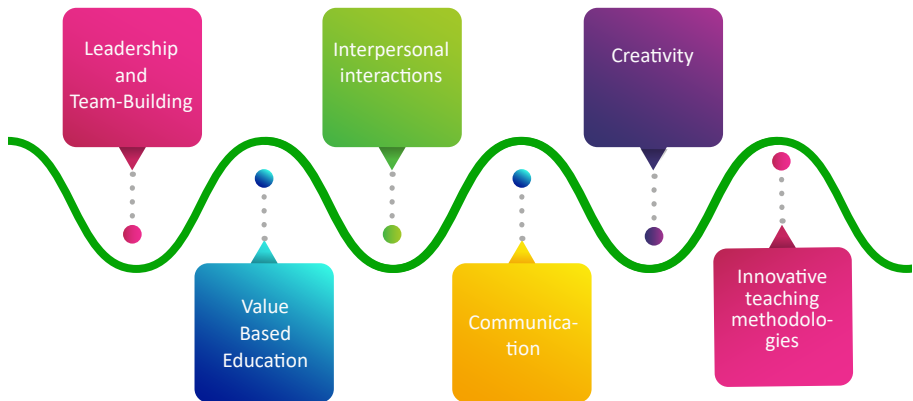 Leadership
and
Team-Building
Value
Based
Education
Interpersonal
interactions
Communica-
tion
Creativity
Innovative
teaching
methodolo-
gies